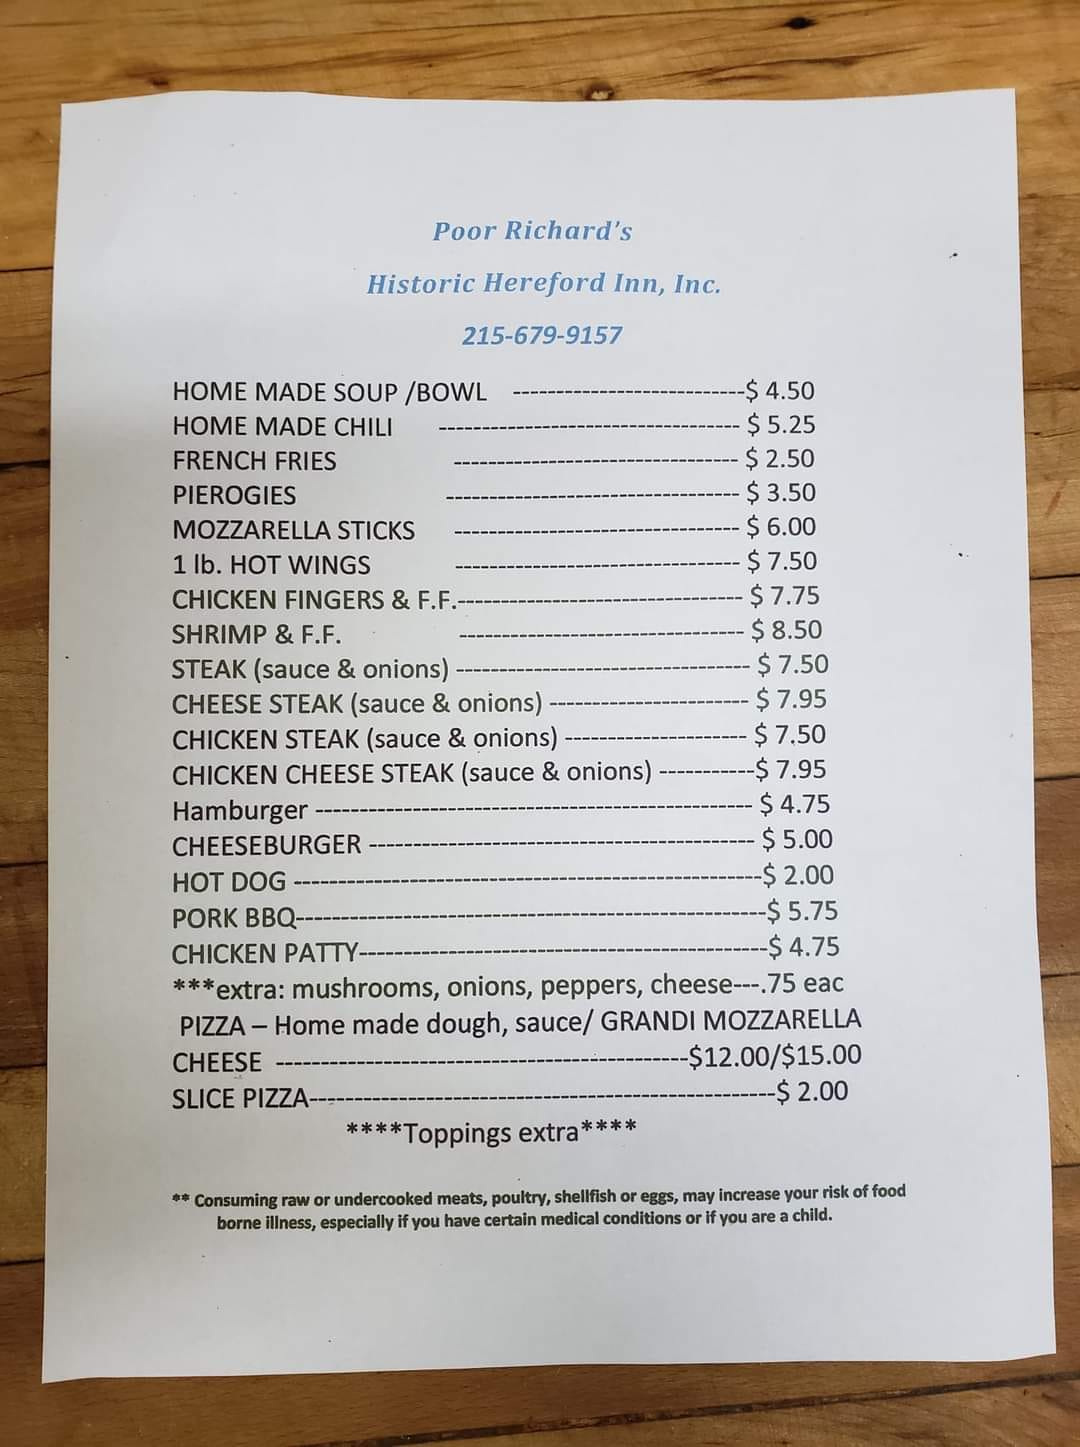 Poor Richard's
Historic Hereford Inn, Inc.
215-679-9157
HOME MADE SOUP /BOWL ---------------------------$ 4.50
HOME MADE CHILI ----------------------------------- $ 5.25
FRENCH FRIES --------------------------------- $ 2.50
PIEROGIES ---------------------------------- $ 3.50
MOZZARELLA STICKS --------------------------------- $ 6.00
1 lb. HOT WINGS --------------------------------- $ 7.50
CHICKEN FINGERS & F.F.--------------------------------- $ 7.75
SHRIMP & F.F. --------------------------------- $ 8.50
STEAK (sauce & onions) ---------------------------------- $ 7.50
CHEESE STEAK (sauce & onions) ----------------------- $ 7.95
CHICKEN STEAK (sauce & onions) --------------------- $ 7.50
CHICKEN CHEESE STEAK (sauce & onions) -----------$ 7.95
Hamburger --------------------------------------------------- $ 4.75
CHEESEBURGER --------------------------------------------- $ 5.00
HOT DOG ------------------------------------------------------$ 2.00
PORK BBQ------------------------------------------------------$ 5.75
CHICKEN PATTY-----------------------------------------------$ 4.75
***extra: mushrooms, onions, peppers, cheese---.75 eac
PIZZA – Home made dough, sauce/ GRANDI MOZZARELLA
CHEESE ------------------------------------------------$12.00/$15.00
SLICE PIZZA------------------------------------------------------$ 2.00
****Toppings extra****
** Consuming raw or undercooked meats, poultry, shellfish or eggs, may increase your risk of food
borne illness, especially if you have certain medical conditions or if you are a child.